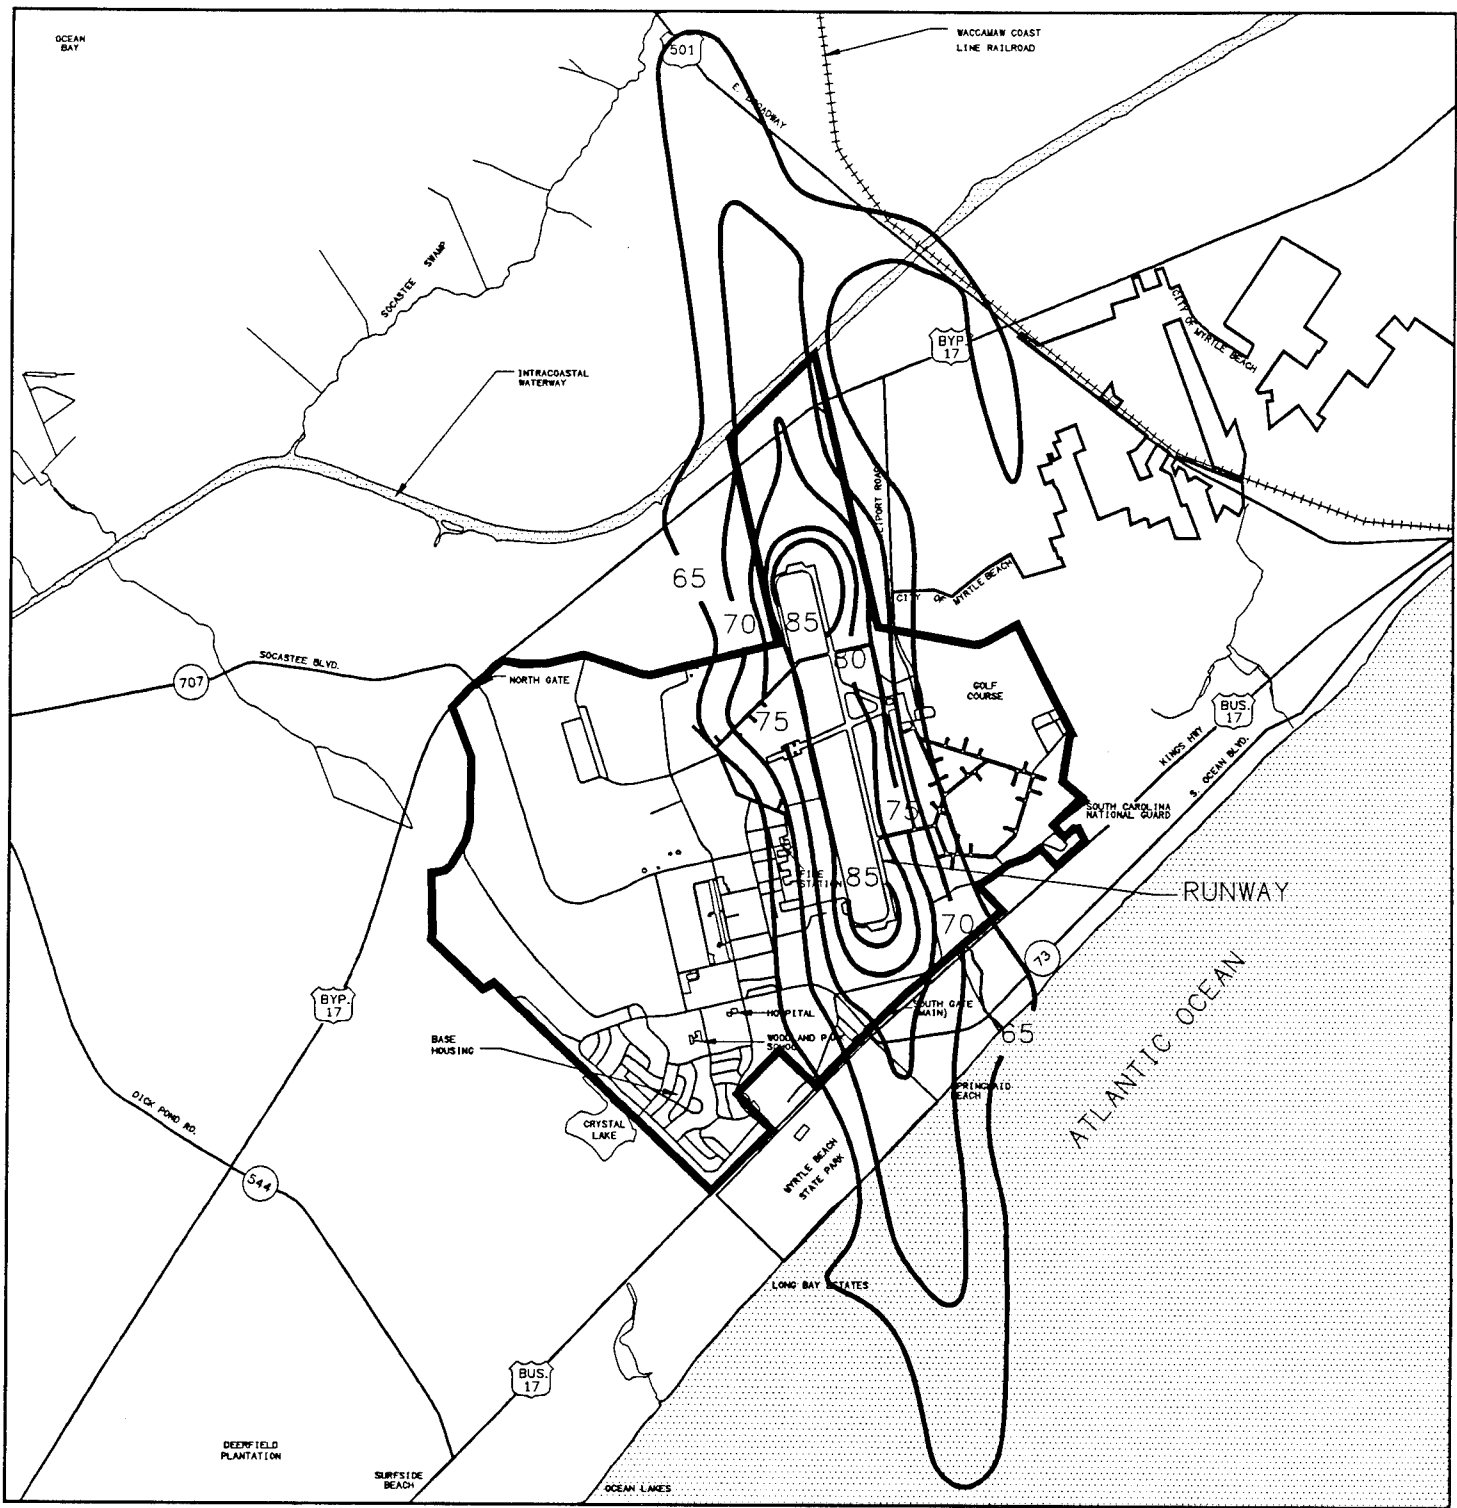 OCEAN
BAY
501
WACCAMAW COAST
LINE RAILROAD
E. BROADWAY
SOCASTEE SWAMP
CITY OF MYRTLE BEACH
BYP.
17
INTRACOASTAL
WATERWAY
65
70
85
CITY OF MYRTLE BEACH
SOCASTEE BLVD.
707
NORTH GATE
80
GOLF
COURSE
75
BUS.
17
KINGS HWY
S. OCEAN BLVD.
75
SOUTH CAROLINA
NATIONAL GUARD
FIRE
STATION
85
RUNWAY
70
73
ATLANTIC OCEAN
BYP.
17
HOSPITAL
SOUTH GATE
(MAIN)
BASE
HOUSING
65
BEACH
DICK POND RD.
CRYSTAL
LAKE
544
MYRTLE BEACH
STATE PARK
LONG BAY ESTATES
BUS.
17
DEERFIELD
PLANTATION
SURFSIDE
BEACH
OCEAN LAKES